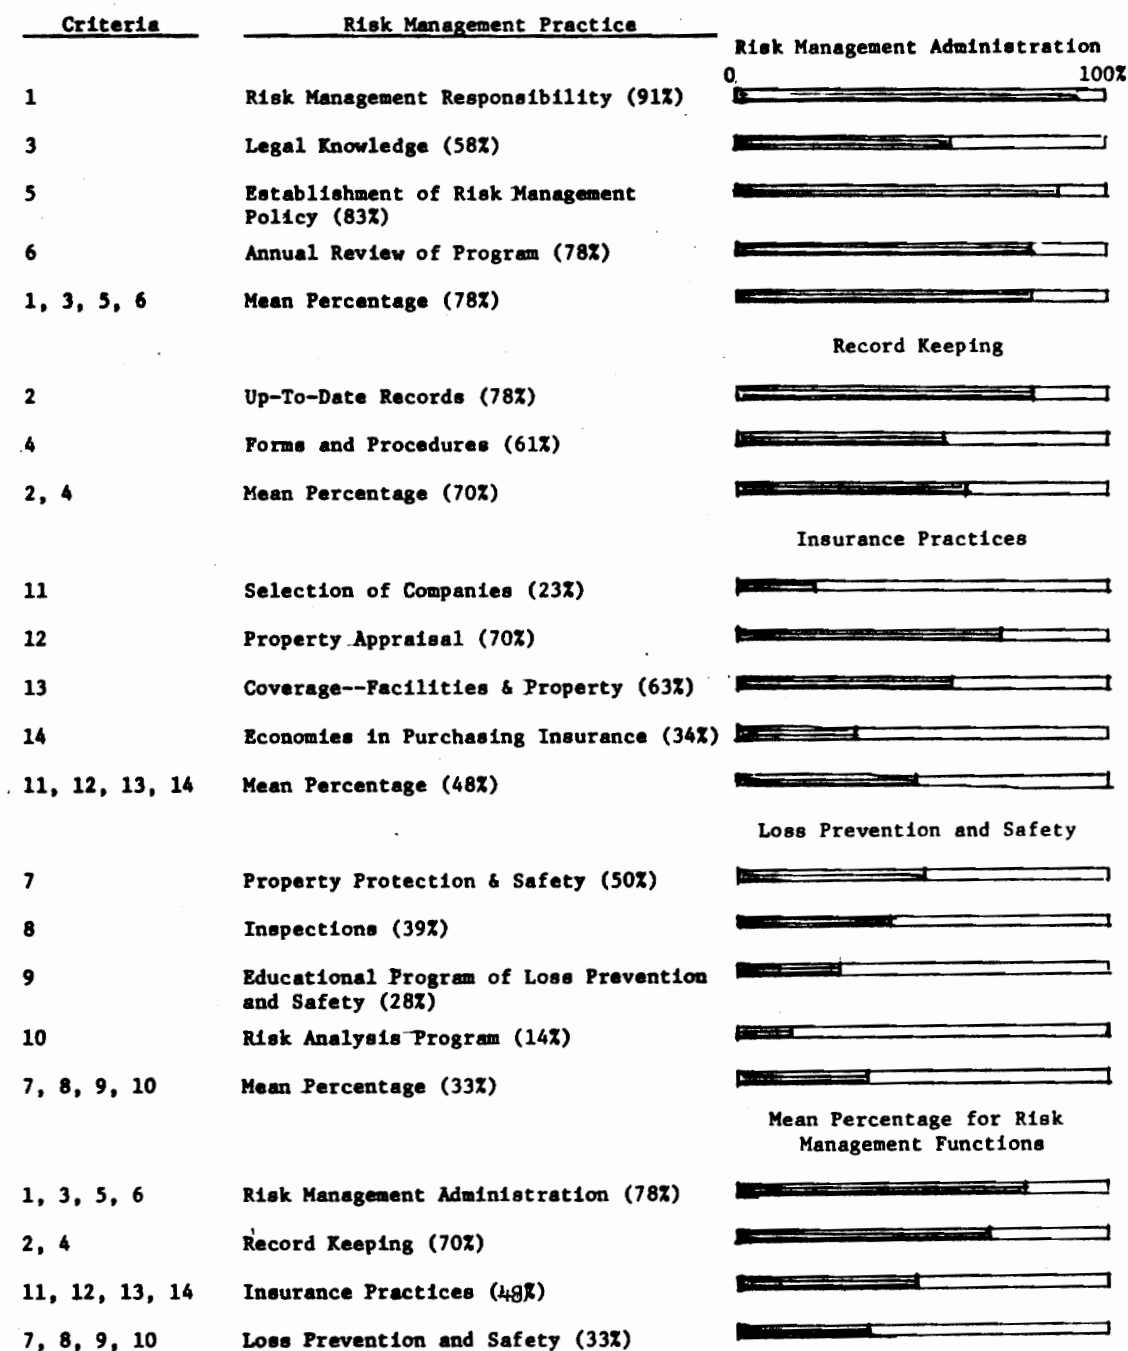 Criteria Risk Management Practice
Risk Management Administration
0 100%
1 Risk Management Responsibility (91%)
3 Legal Knowledge (58%)
5 Establishment of Risk Management
Policy (83%)
6 Annual Review of Program (78%)
1, 3, 5, 6 Mean Percentage (78%)
Record Keeping
2 Up-To-Date Records (78%)
4 Forms and Procedures (61%)
2, 4 Mean Percentage (70%)
Insurance Practices
11 Selection of Companies (23%)
12 Property Appraisal (70%)
13 Coverage--Facilities & Property (63%)
14 Economies in Purchasing Insurance (34%)
11, 12, 13, 14 Mean Percentage (48%)
Loss Prevention and Safety
7 Property Protection & Safety (50%)
8 Inspections (39%)
9 Educational Program of Loss Prevention
and Safety (28%)
10 Risk Analysis Program (14%)
7, 8, 9, 10 Mean Percentage (33%)
Mean Percentage for Risk
Management Functions
1, 3, 5, 6 Risk Management Administration (78%)
2, 4 Record Keeping (70%)
11, 12, 13, 14 Insurance Practices (48%)
7, 8, 9, 10 Loss Prevention and Safety (33%)